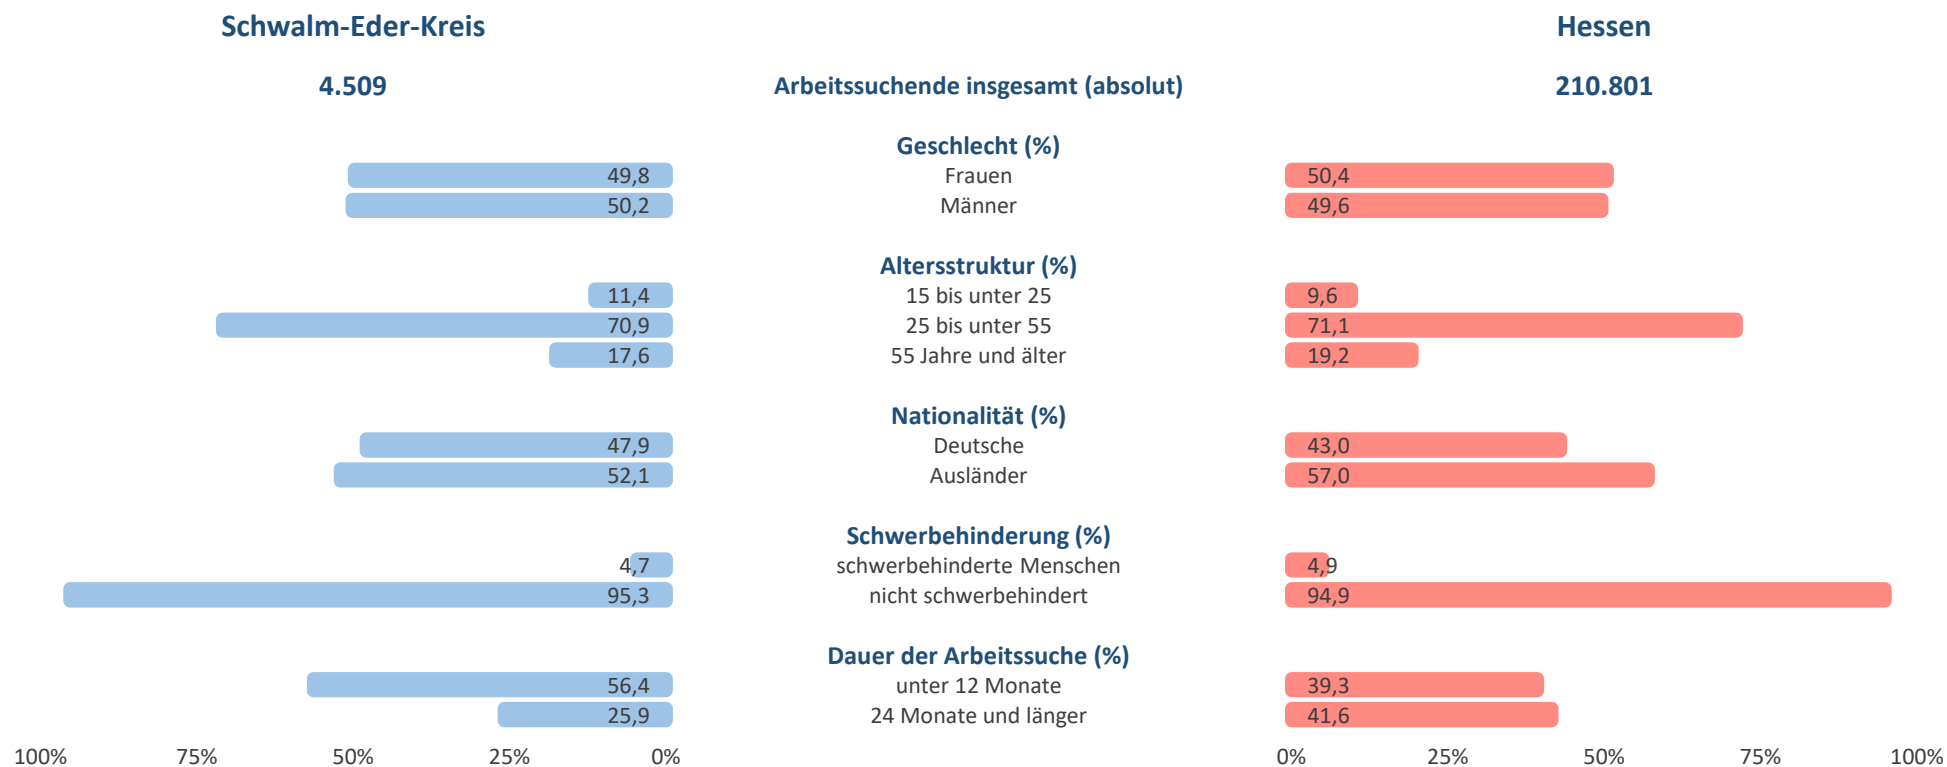 Schwalm-Eder-Kreis Hessen
4.509 Arbeitssuchende insgesamt (absolut) 210.801
Geschlecht (%)
49,8 Frauen 50,4
50,2 Männer 49,6
Altersstruktur (%)
11,4 15 bis unter 25 9,6
70,9 25 bis unter 55 71,1
17,6 55 Jahre und älter 19,2
Nationalität (%)
47,9 Deutsche 43,0
52,1 Ausländer 57,0
Schwerbehinderung (%)
4,7 schwerbehinderte Menschen 4,9
95,3 nicht schwerbehindert 94,9
Dauer der Arbeitssuche (%)
56,4 unter 12 Monate 39,3
25,9 24 Monate und länger 41,6
100% 75% 50% 25% 0% 0% 25% 50% 75% 100%